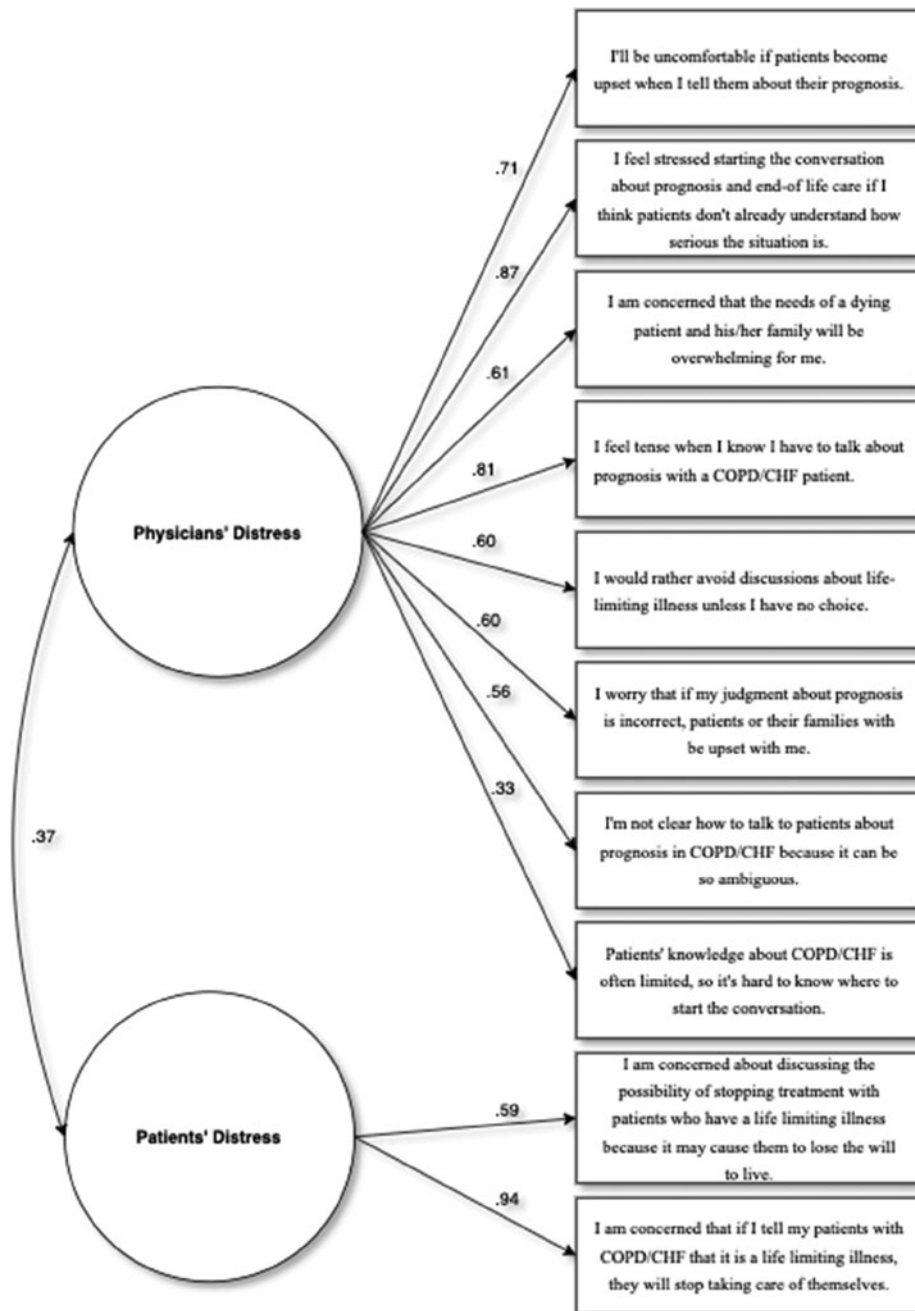 I'll be uncomfortable if patients become
upset when I tell them about their prognosis.
.71
I feel stressed starting the conversation
about prognosis and end-of life care if I
think patients don't already understand how
serious the situation is.
.87
I am concerned that the needs of a dying
patient and his/her family will be
overwhelming for me.
.61
I feel tense when I know I have to talk about
prognosis with a COPD/CHF patient.
.81
Physicians' Distress
.60
I would rather avoid discussions about life-
limiting illness unless I have no choice.
.60
I worry that if my judgment about prognosis
is incorrect, patients or their families with
be upset with me.
.56
.33
I'm not clear how to talk to patients about
prognosis in COPD/CHF because it can be
so ambiguous.
.37
Patients' knowledge about COPD/CHF is
often limited, so it's hard to know where to
start the conversation.
I am concerned about discussing the
possibility of stopping treatment with
patients who have a life limiting illness
because it may cause them to lose the will
to live.
.59
Patients' Distress
.94
I am concerned that if I tell my patients with
COPD/CHF that it is a life limiting illness,
they will stop taking care of themselves.